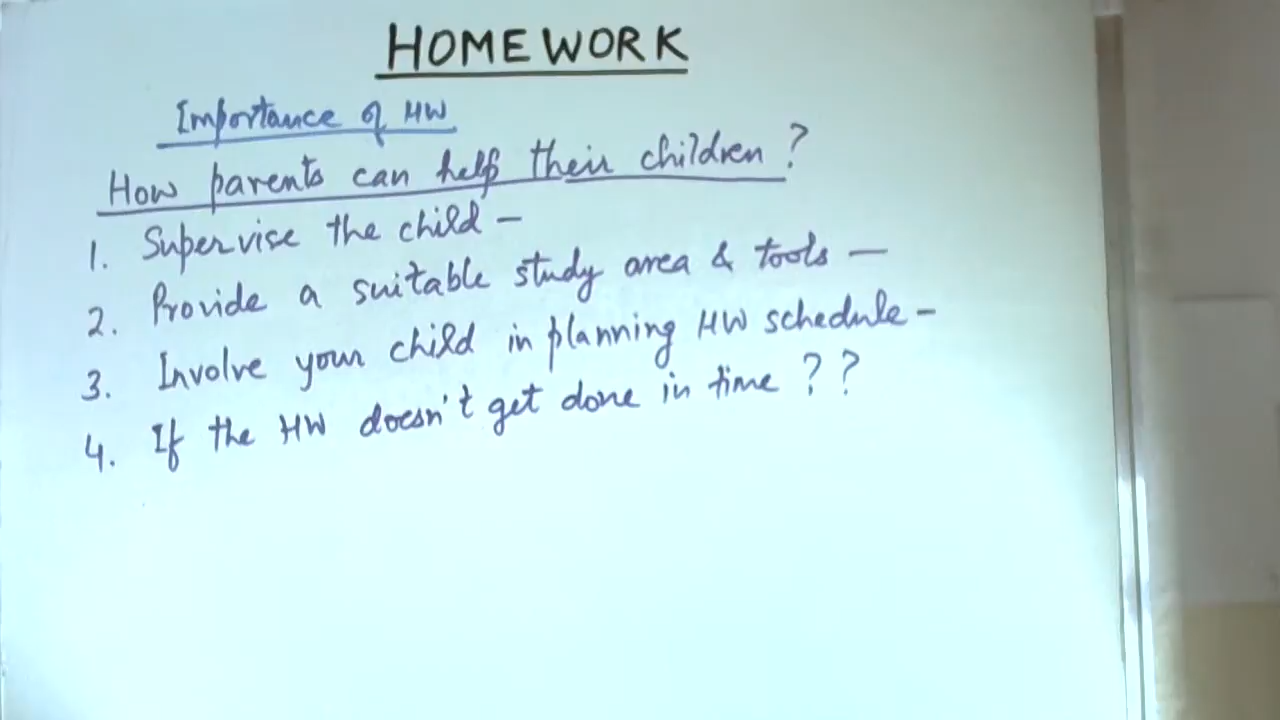 HOMEWORK
Importance of HW
How parents can help their children ?
1. Supervise the child -
2. Provide a suitable study area & tools -
3. Involve your child in planning HW schedule -
4. If the HW doesn't get done in time ? ?